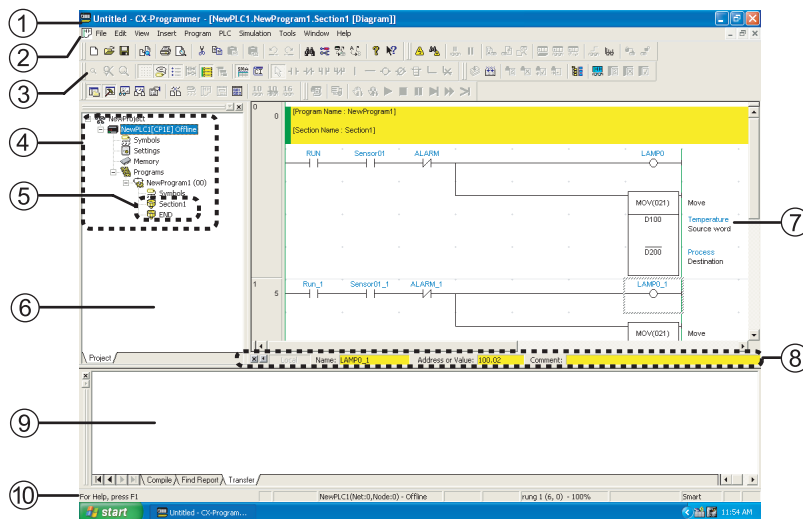 1
Untitled - CX-Programmer - [NewPLC1.NewProgram1.Section1 [Diagram]]
2
File Edit View Insert Program PLC Simulation Tools Window Help
3
4
NewProject
NewPLC1[CP1E] Offline
Symbols
Settings
Memory
Programs
NewProgram1 (00)
Symbols
5
Section1
END
6
Project
0
0
[Program Name : NewProgram1]
[Section Name : Section1]
RUN Sensor01 ALARM LAMP0
MOV(021) Move
D100 Temperature
Source word
7
D200 Process
Destination
1
5
Run_1 Sensor01_1 ALARM_1 LAMP0_1
MOV(021) Move
Local Name: LAMP0_1 Address or Value: 100.02 Comment:
8
9
Compile Find Report Transfer
10
For Help, press F1 NewPLC1(Net:0,Node:0) - Offline rung 1 (6, 0) - 100% Smart
start Untitled - CX-Program... 11:54 AM